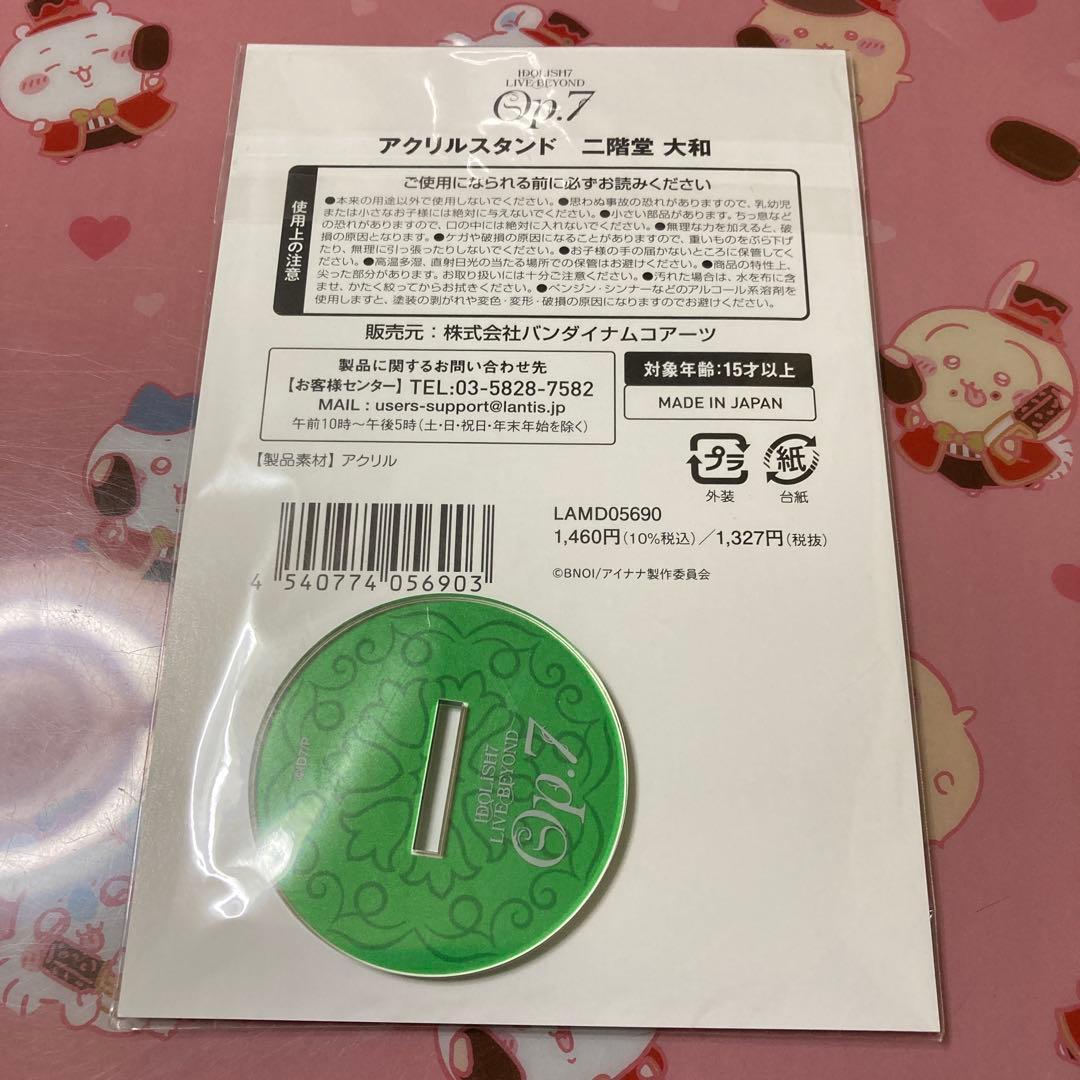 IDOLiSH7
LIVE BEYOND
Op.7
アクリルスタンド 二階堂 大和
使用上の注意
ご使用になられる前に必ずお読みください
●本来の用途以外で使用しないでください。●思わぬ事故の恐れがありますので、乳幼児
または小さなお子様には絶対に与えないでください。●小さい部品があります。ちっ息など
の恐れがありますので、口の中には絶対に入れないでください。●無理な力を加えると、破
損の原因となります。●ケガや破損の原因になることがありますので、重いものをぶら下げ
たり、無理に引っ張ったりしないでください。●お子様の手の届かないところに保管してく
ださい。●高温多湿、直射日光の当たる場所での保管はお避けください。●商品の特性上、
尖った部分があります。お取り扱いには十分ご注意ください。●汚れた場合は、水を布に含
ませ、かたく絞ってからお拭きください。●ベンジン・シンナーなどのアルコール系溶剤を
使用しますと、塗装の剥がれや変色・変形・破損の原因になりますのでお避けください。
販売元：株式会社バンダイナムコアーツ
製品に関するお問い合わせ先
【お客様センター】TEL:03-5828-7582
MAIL：users-support@lantis.jp
午前10時〜午後5時（土・日・祝日・年末年始を除く）
対象年齢：15才以上
MADE IN JAPAN
【製品素材】アクリル
プラ
外装
紙
台紙
LAMD05690
1,460円（10%税込）／1,327円（税抜）
©BNOI/アイナナ製作委員会
4 540774 056903
©ID7/P
IDOLiSH7
LIVE BEYOND
Op.7